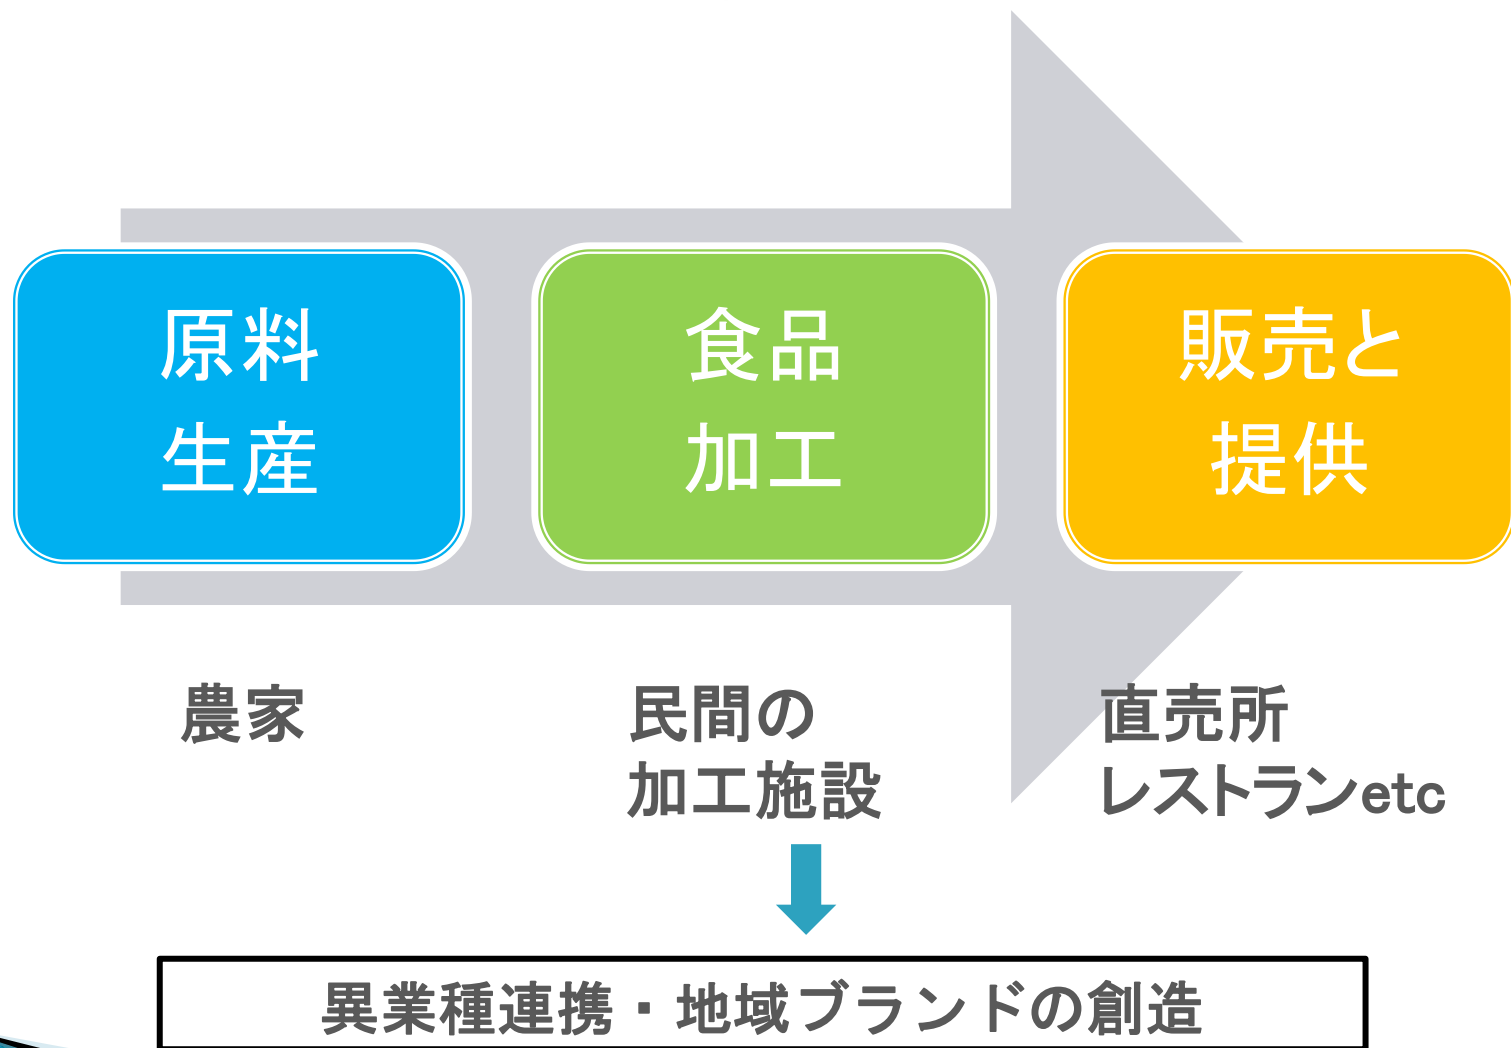 原料
生産
食品
加工
販売と
提供
農家
民間の
加工施設
直売所
レストランetc
異業種連携・地域ブランドの創造